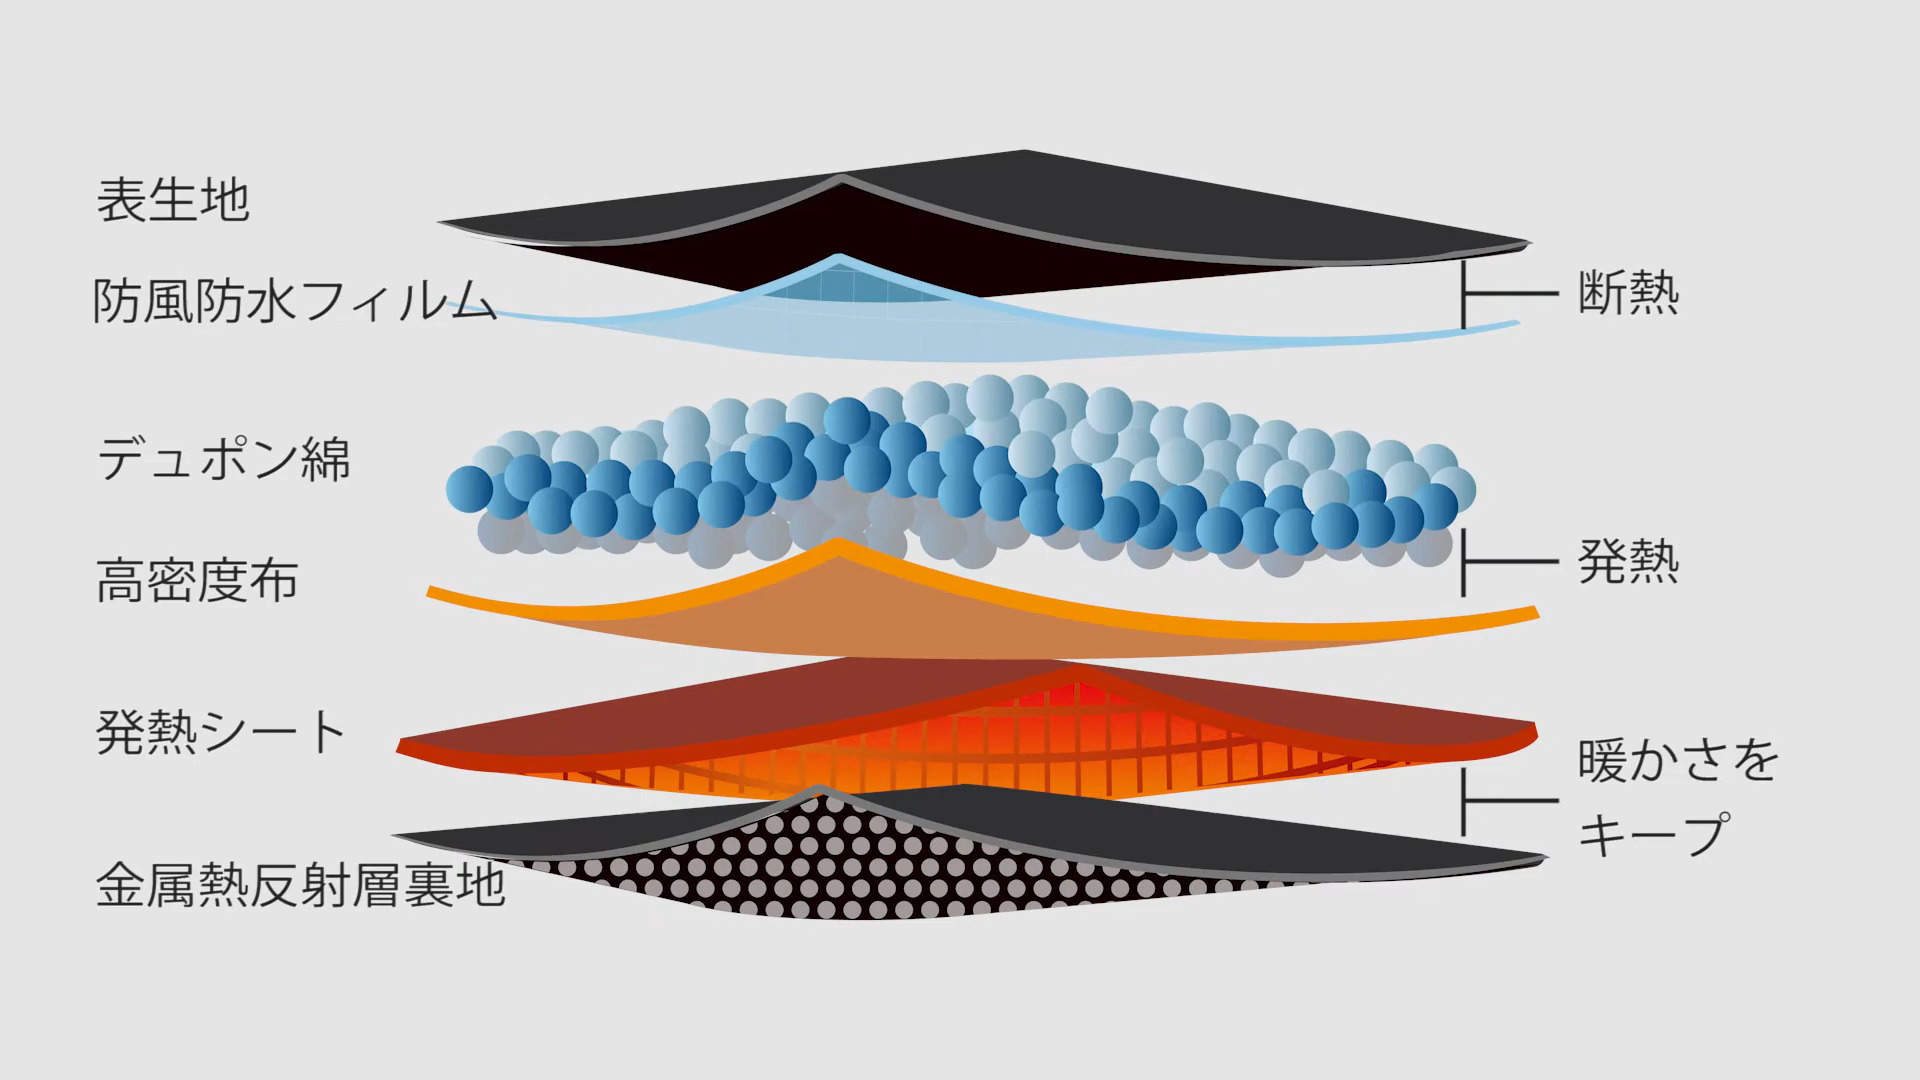 表生地
防風防水フィルム
デュポン綿
高密度布
発熱シート
金属熱反射層裏地
断熱
発熱
暖かさを
キープ